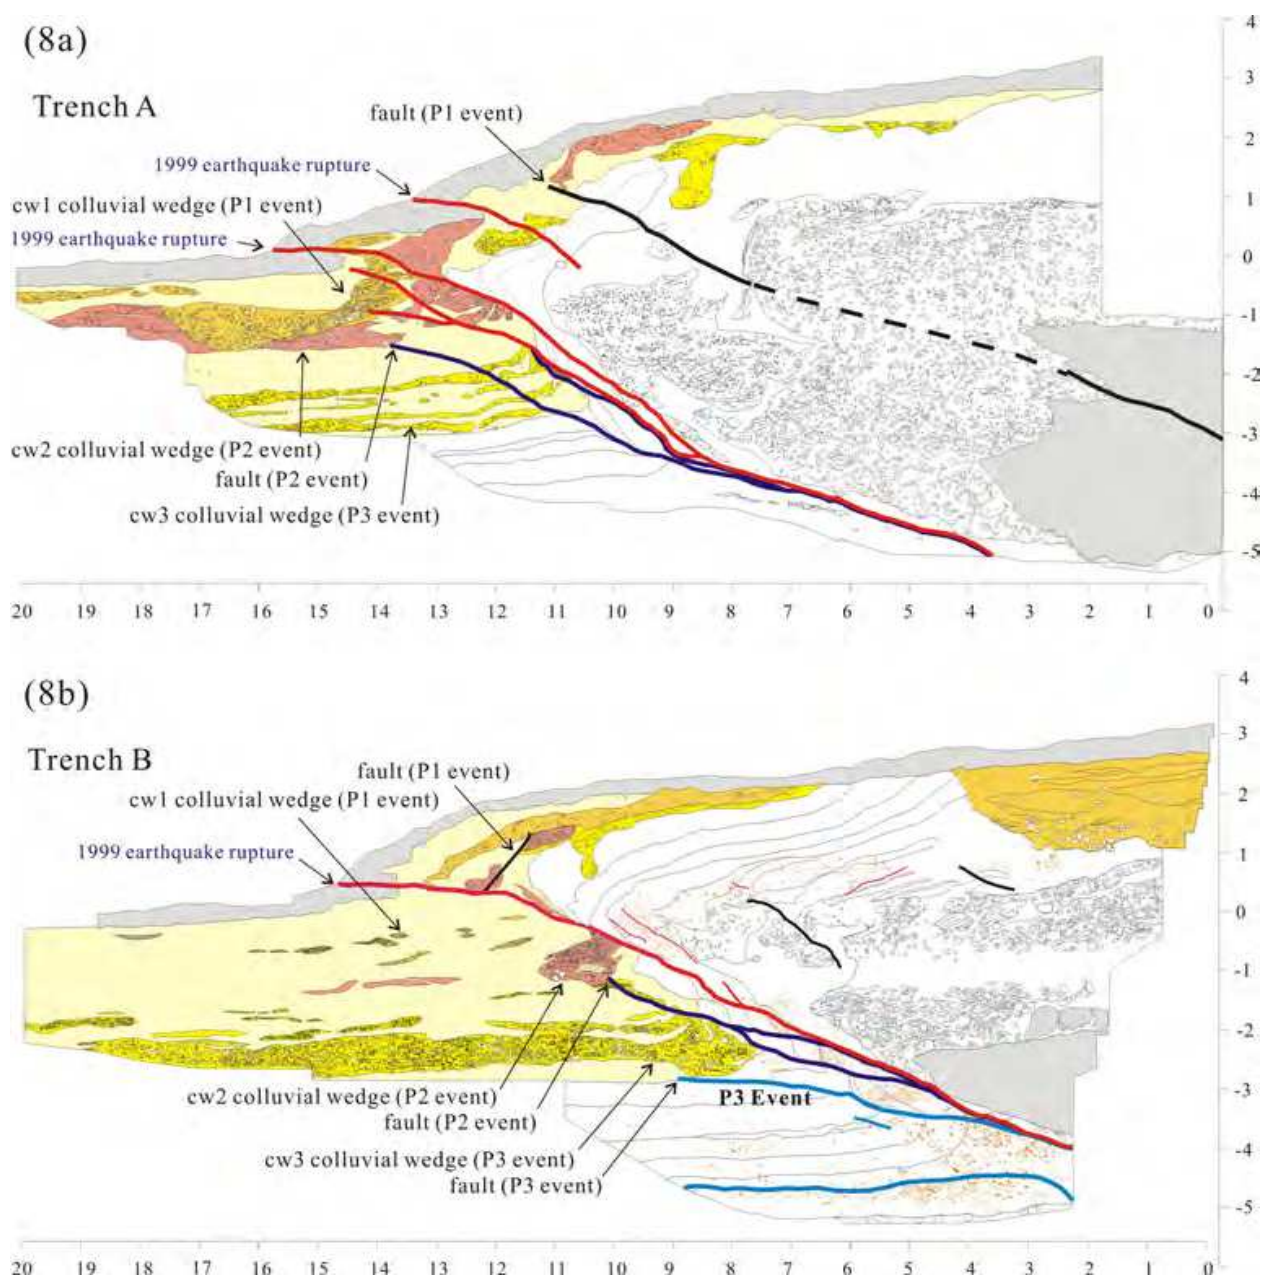 (8a)
Trench A
fault (P1 event)
1999 earthquake rupture
cw1 colluvial wedge (P1 event)
1999 earthquake rupture
cw2 colluvial wedge (P2 event)
fault (P2 event)
cw3 colluvial wedge (P3 event)
4
3
2
1
0
-1
-2
-3
-4
-5
20 19 18 17 16 15 14 13 12 11 10 9 8 7 6 5 4 3 2 1 0
(8b)
Trench B
fault (P1 event)
cw1 colluvial wedge (P1 event)
1999 earthquake rupture
P3 Event
cw2 colluvial wedge (P2 event)
fault (P2 event)
cw3 colluvial wedge (P3 event)
fault (P3 event)
4
3
2
1
0
-1
-2
-3
-4
-5
20 19 18 17 16 15 14 13 12 11 10 9 8 7 6 5 4 3 2 1 0